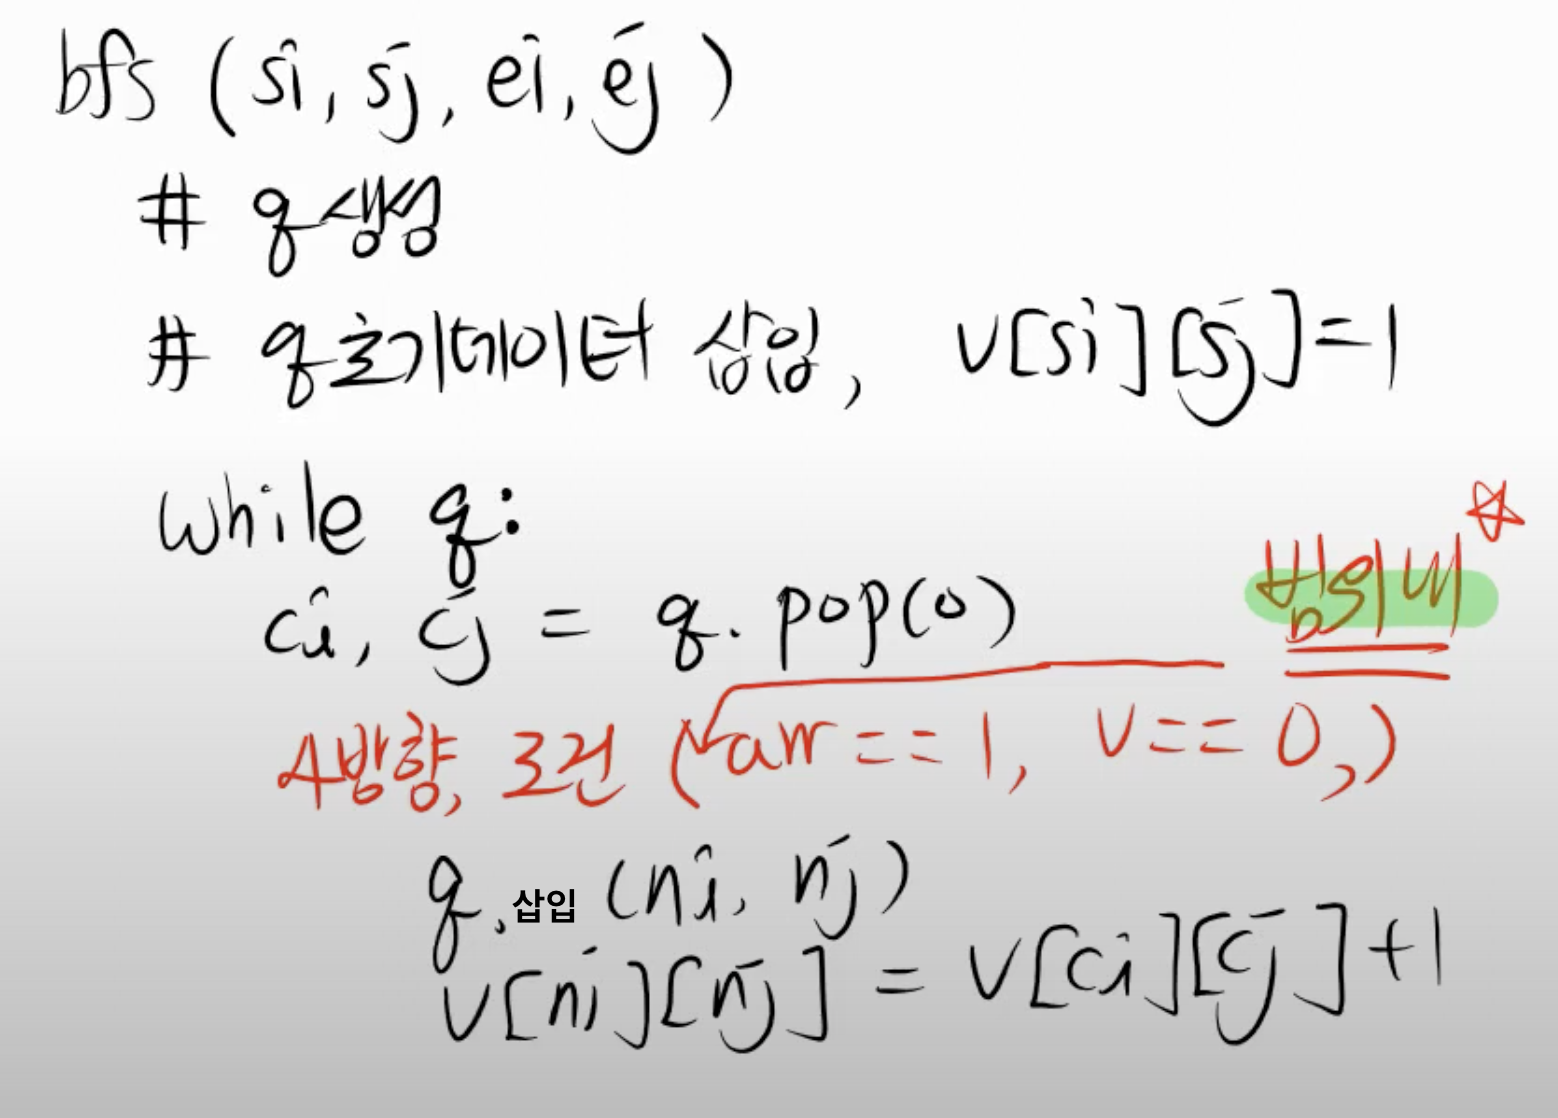 bfs (si, sj, ei, ej)
# q생성
# q초기데이터 삽입, v[si][sj]=1
while q:
ci, cj = q.pop(0)
범위내
4방향, 조건 (arr==1, v==0,)
q.삽입 (ni, nj)
v[ni][nj] = v[ci][cj]+1